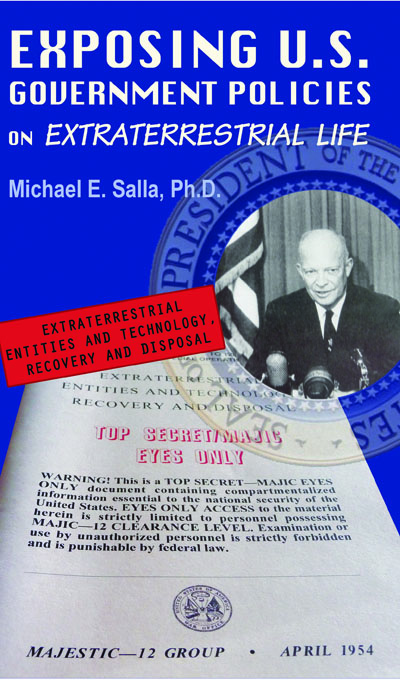 EXPOSING U.S.
GOVERNMENT POLICIES
ON EXTRATERRESTRIAL LIFE
Michael E. Salla, Ph.D.
PRESIDENT OF THE
EXTRATERRESTRIAL
ENTITIES AND TECHNOLOGY,
RECOVERY AND DISPOSAL
EXTRATERRESTRIAL
ENTITIES AND TECHNOLOGY
RECOVERY AND DISPOSAL
TOP SECRET/MAJIC
EYES ONLY
WARNING! This is a TOP SECRET—MAJIC EYES
ONLY document containing compartmentalized
information essential to the national security of the
United States. EYES ONLY ACCESS to the material
herein is strictly limited to personnel possessing
MAJIC—12 CLEARANCE LEVEL. Examination or
use by unauthorized personnel is strictly forbidden
and is punishable by federal law.
MAJESTIC—12 GROUP • APRIL 1954